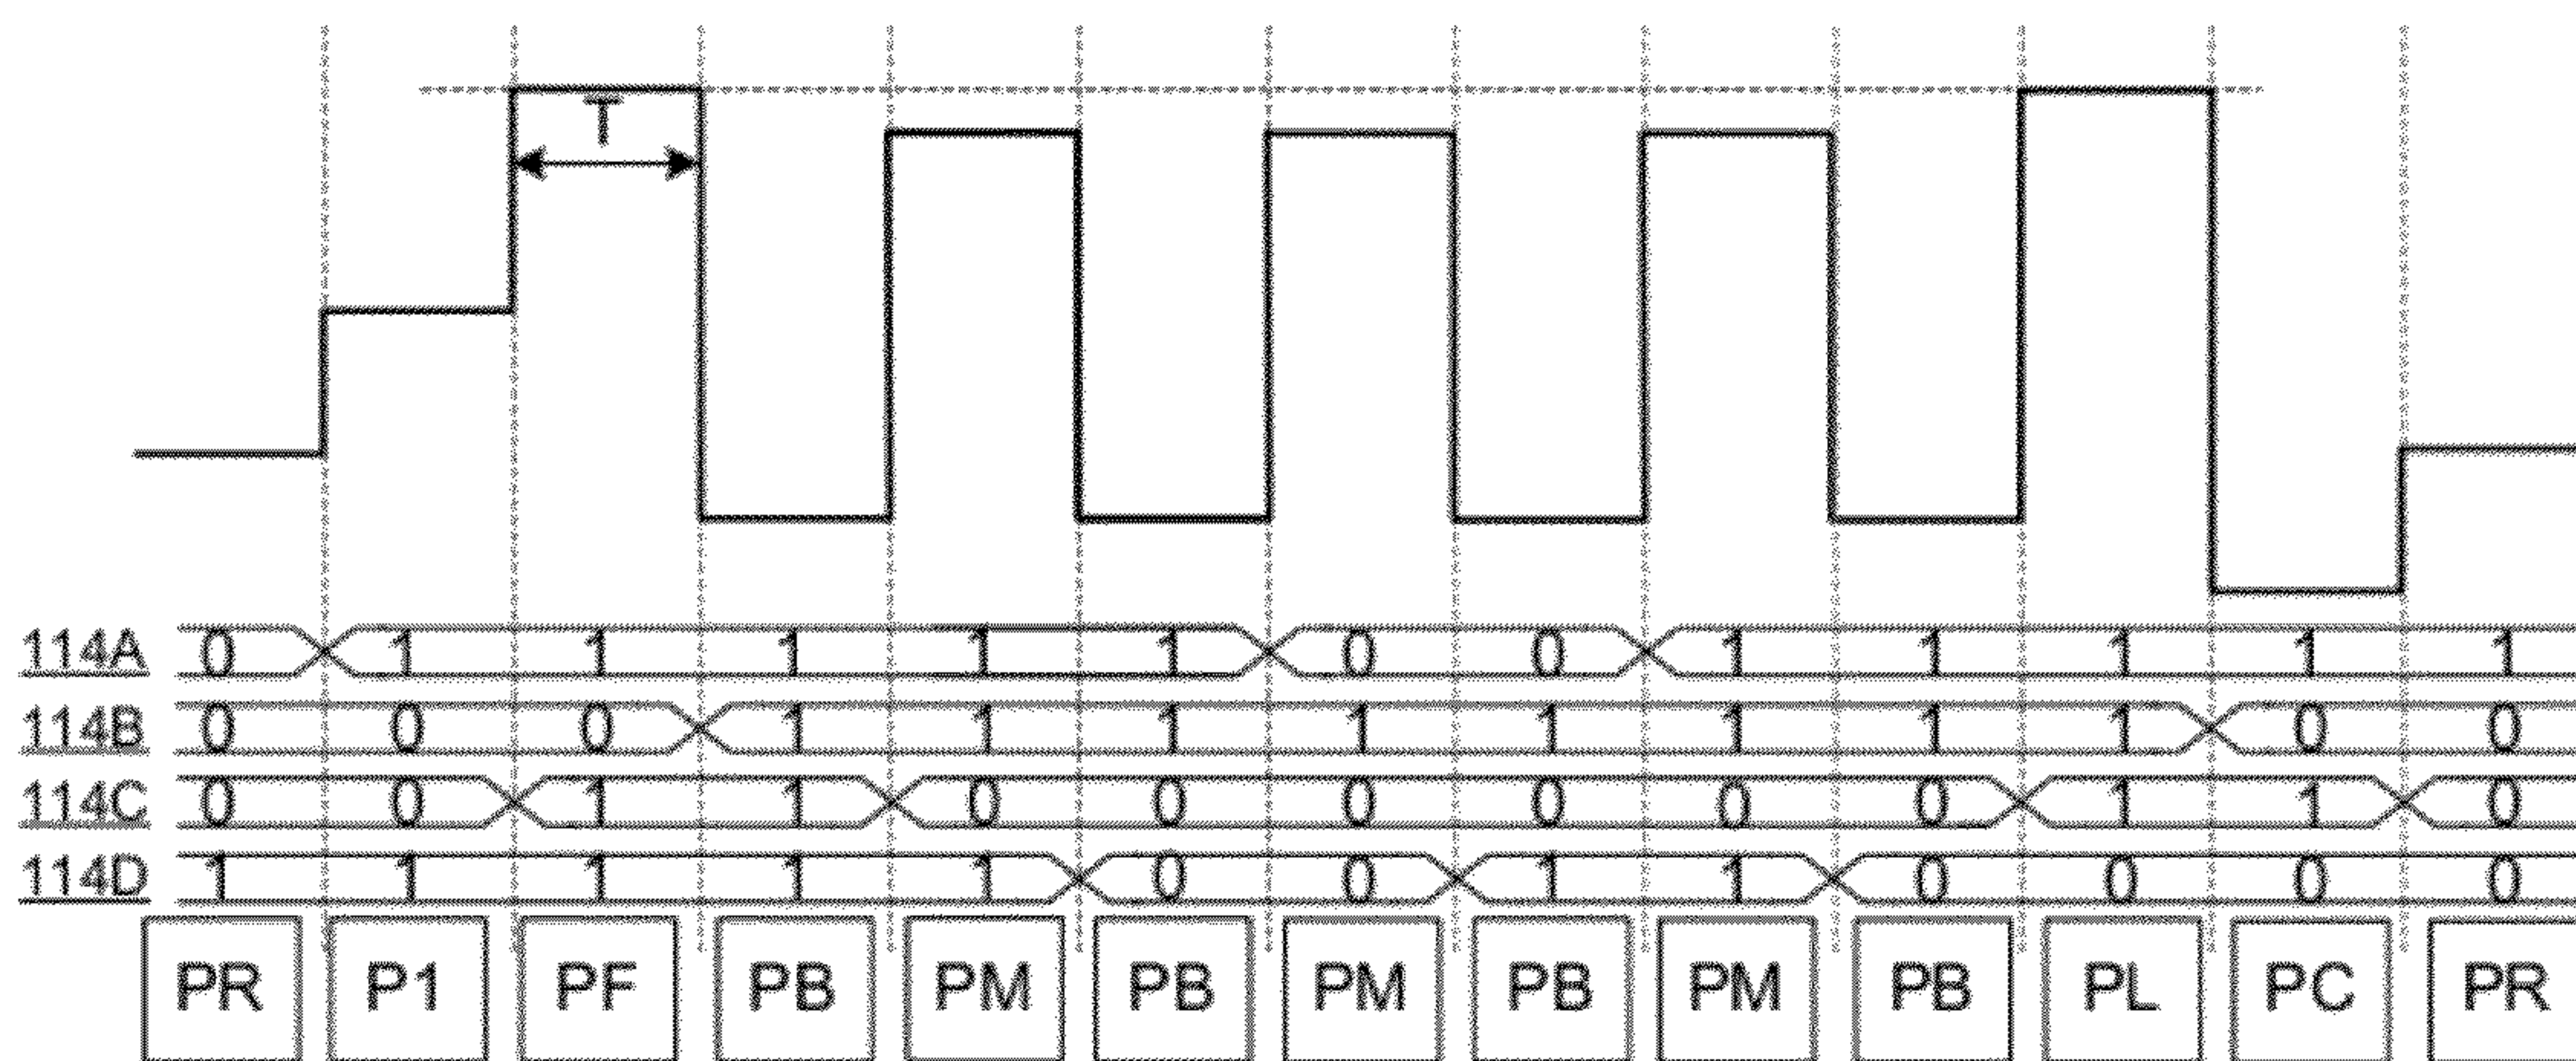 T
114A 0 1 1 1 1 1 0 0 1 1 1 1 1
114B 0 0 0 1 1 1 1 1 1 1 1 0 0
114C 0 0 1 1 0 0 0 0 0 0 1 1 0
114D 1 1 1 1 1 0 0 1 1 0 0 0 0
PR P1 PF PB PM PB PM PB PM PB PL PC PR